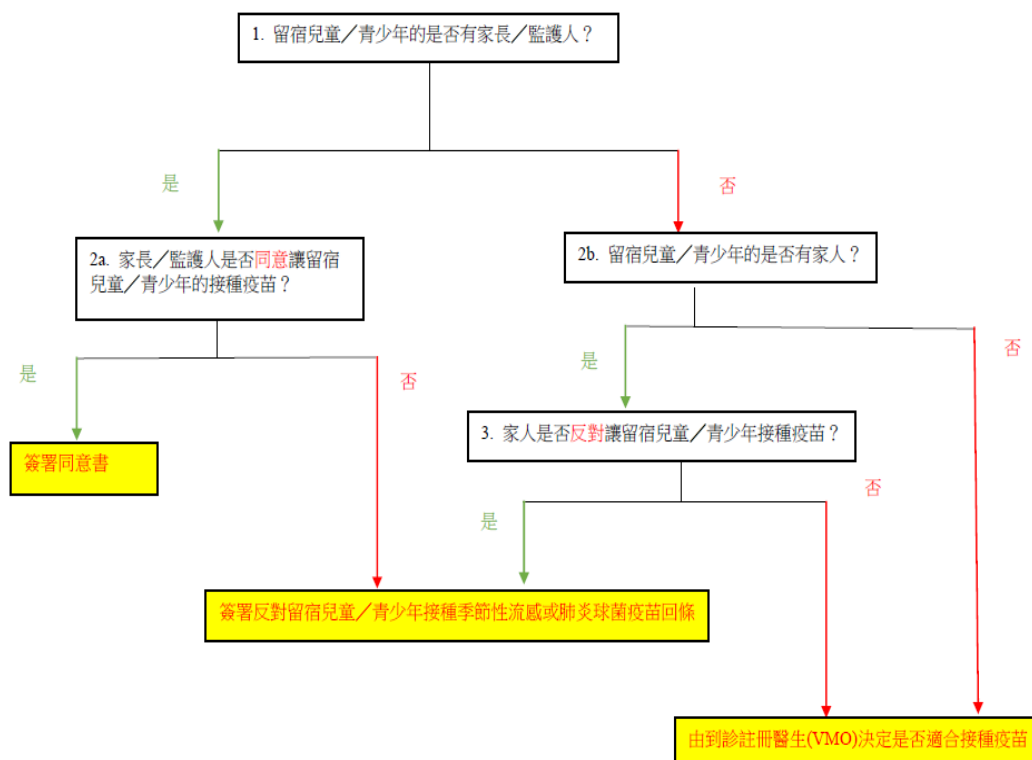 1. 留宿兒童／青少年的是否有家長／監護人？
是
否
2a. 家長／監護人是否同意讓留宿
兒童／青少年的接種疫苗？
2b. 留宿兒童／青少年的是否有家人？
是
否
是
否
簽署同意書
3. 家人是否反對讓留宿兒童／青少年接種疫苗？
是
否
簽署反對留宿兒童／青少年接種季節性流感或肺炎球菌疫苗回條
由到診註冊醫生(VMO)決定是否適合接種疫苗